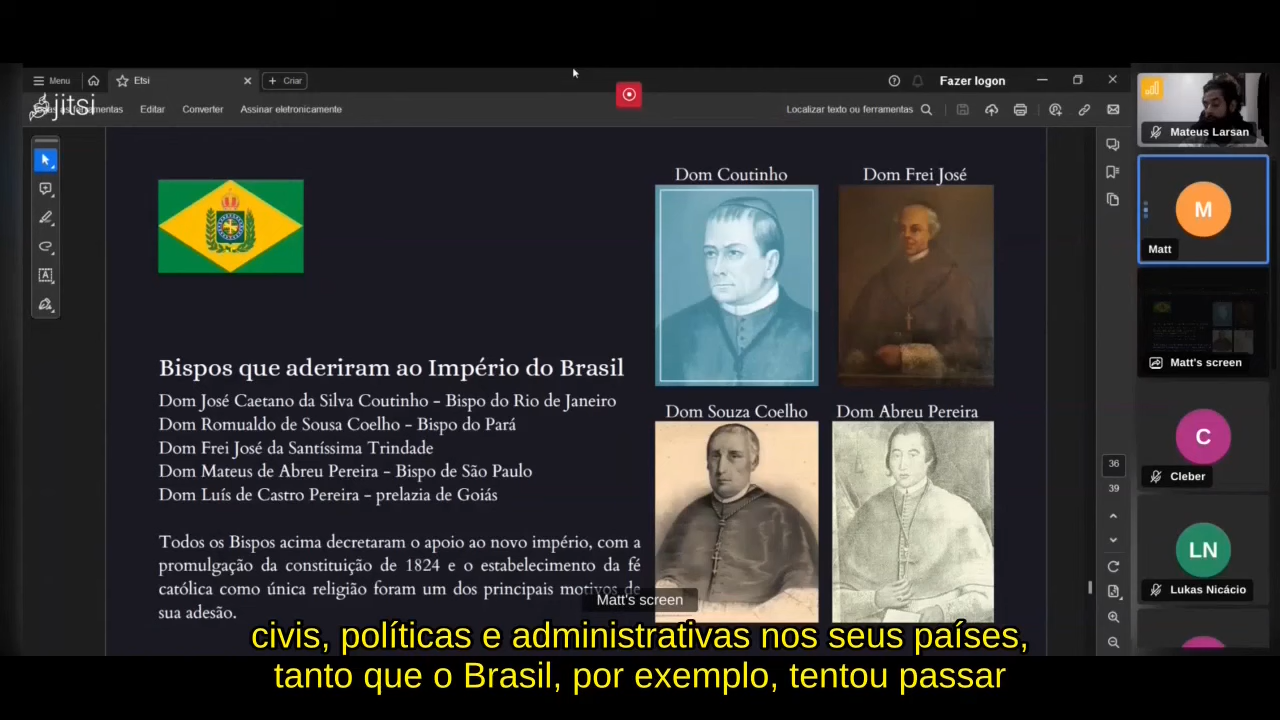 Menu
Etsi
Criar
Fazer logon
jitsi
Editar
Converter
Assinar eletronicamente
Localizar texto ou ferramentas
Dom Coutinho
Dom Frei José
Bispos que aderiram ao Império do Brasil
Dom José Caetano da Silva Coutinho – Bispo do Rio de Janeiro
Dom Romualdo de Sousa Coelho – Bispo do Pará
Dom Frei José da Santíssima Trindade
Dom Mateus de Abreu Pereira – Bispo de São Paulo
Dom Luís de Castro Pereira – prelazia de Goiás
Dom Souza Coelho
Dom Abreu Pereira
Todos os Bispos acima decretaram o apoio ao novo império, com a
promulgação da constituição de 1824 e o estabelecimento da fé
católica como única religião foram um dos principais motivos de
sua adesão.
Matt's screen
36
39
Mateus Larsan
M
Matt
Matt's screen
C
Cleber
LN
Lukas Nicácio
civis, políticas e administrativas nos seus países,
tanto que o Brasil, por exemplo, tentou passar